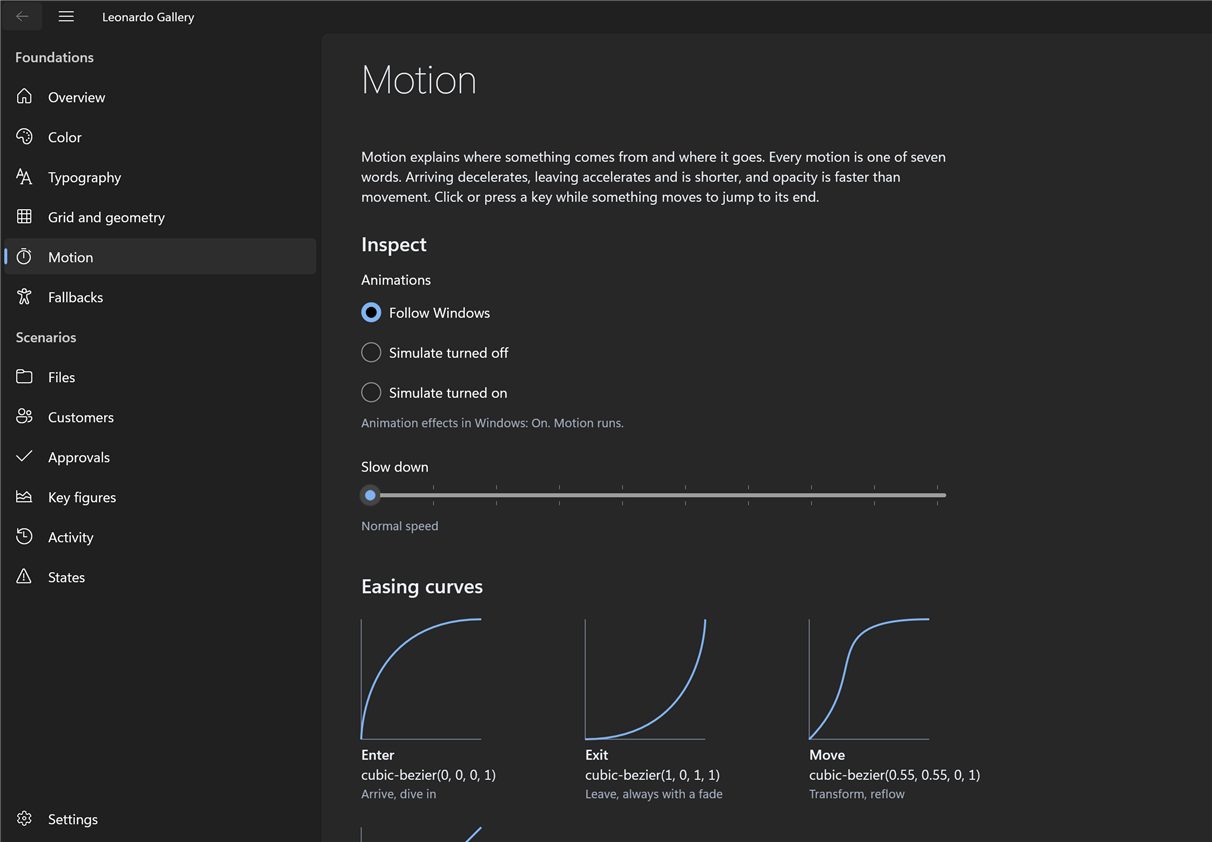 Leonardo Gallery
Foundations
Overview
Color
Typography
Grid and geometry
Motion
Fallbacks
Scenarios
Files
Customers
Approvals
Key figures
Activity
States
Settings
Motion
Motion explains where something comes from and where it goes. Every motion is one of seven
words. Arriving decelerates, leaving accelerates and is shorter, and opacity is faster than
movement. Click or press a key while something moves to jump to its end.
Inspect
Animations
Follow Windows
Simulate turned off
Simulate turned on
Animation effects in Windows: On. Motion runs.
Slow down
Normal speed
Easing curves
Enter
cubic-bezier(0, 0, 0, 1)
Arrive, dive in
Exit
cubic-bezier(1, 0, 1, 1)
Leave, always with a fade
Move
cubic-bezier(0.55, 0.55, 0, 1)
Transform, reflow